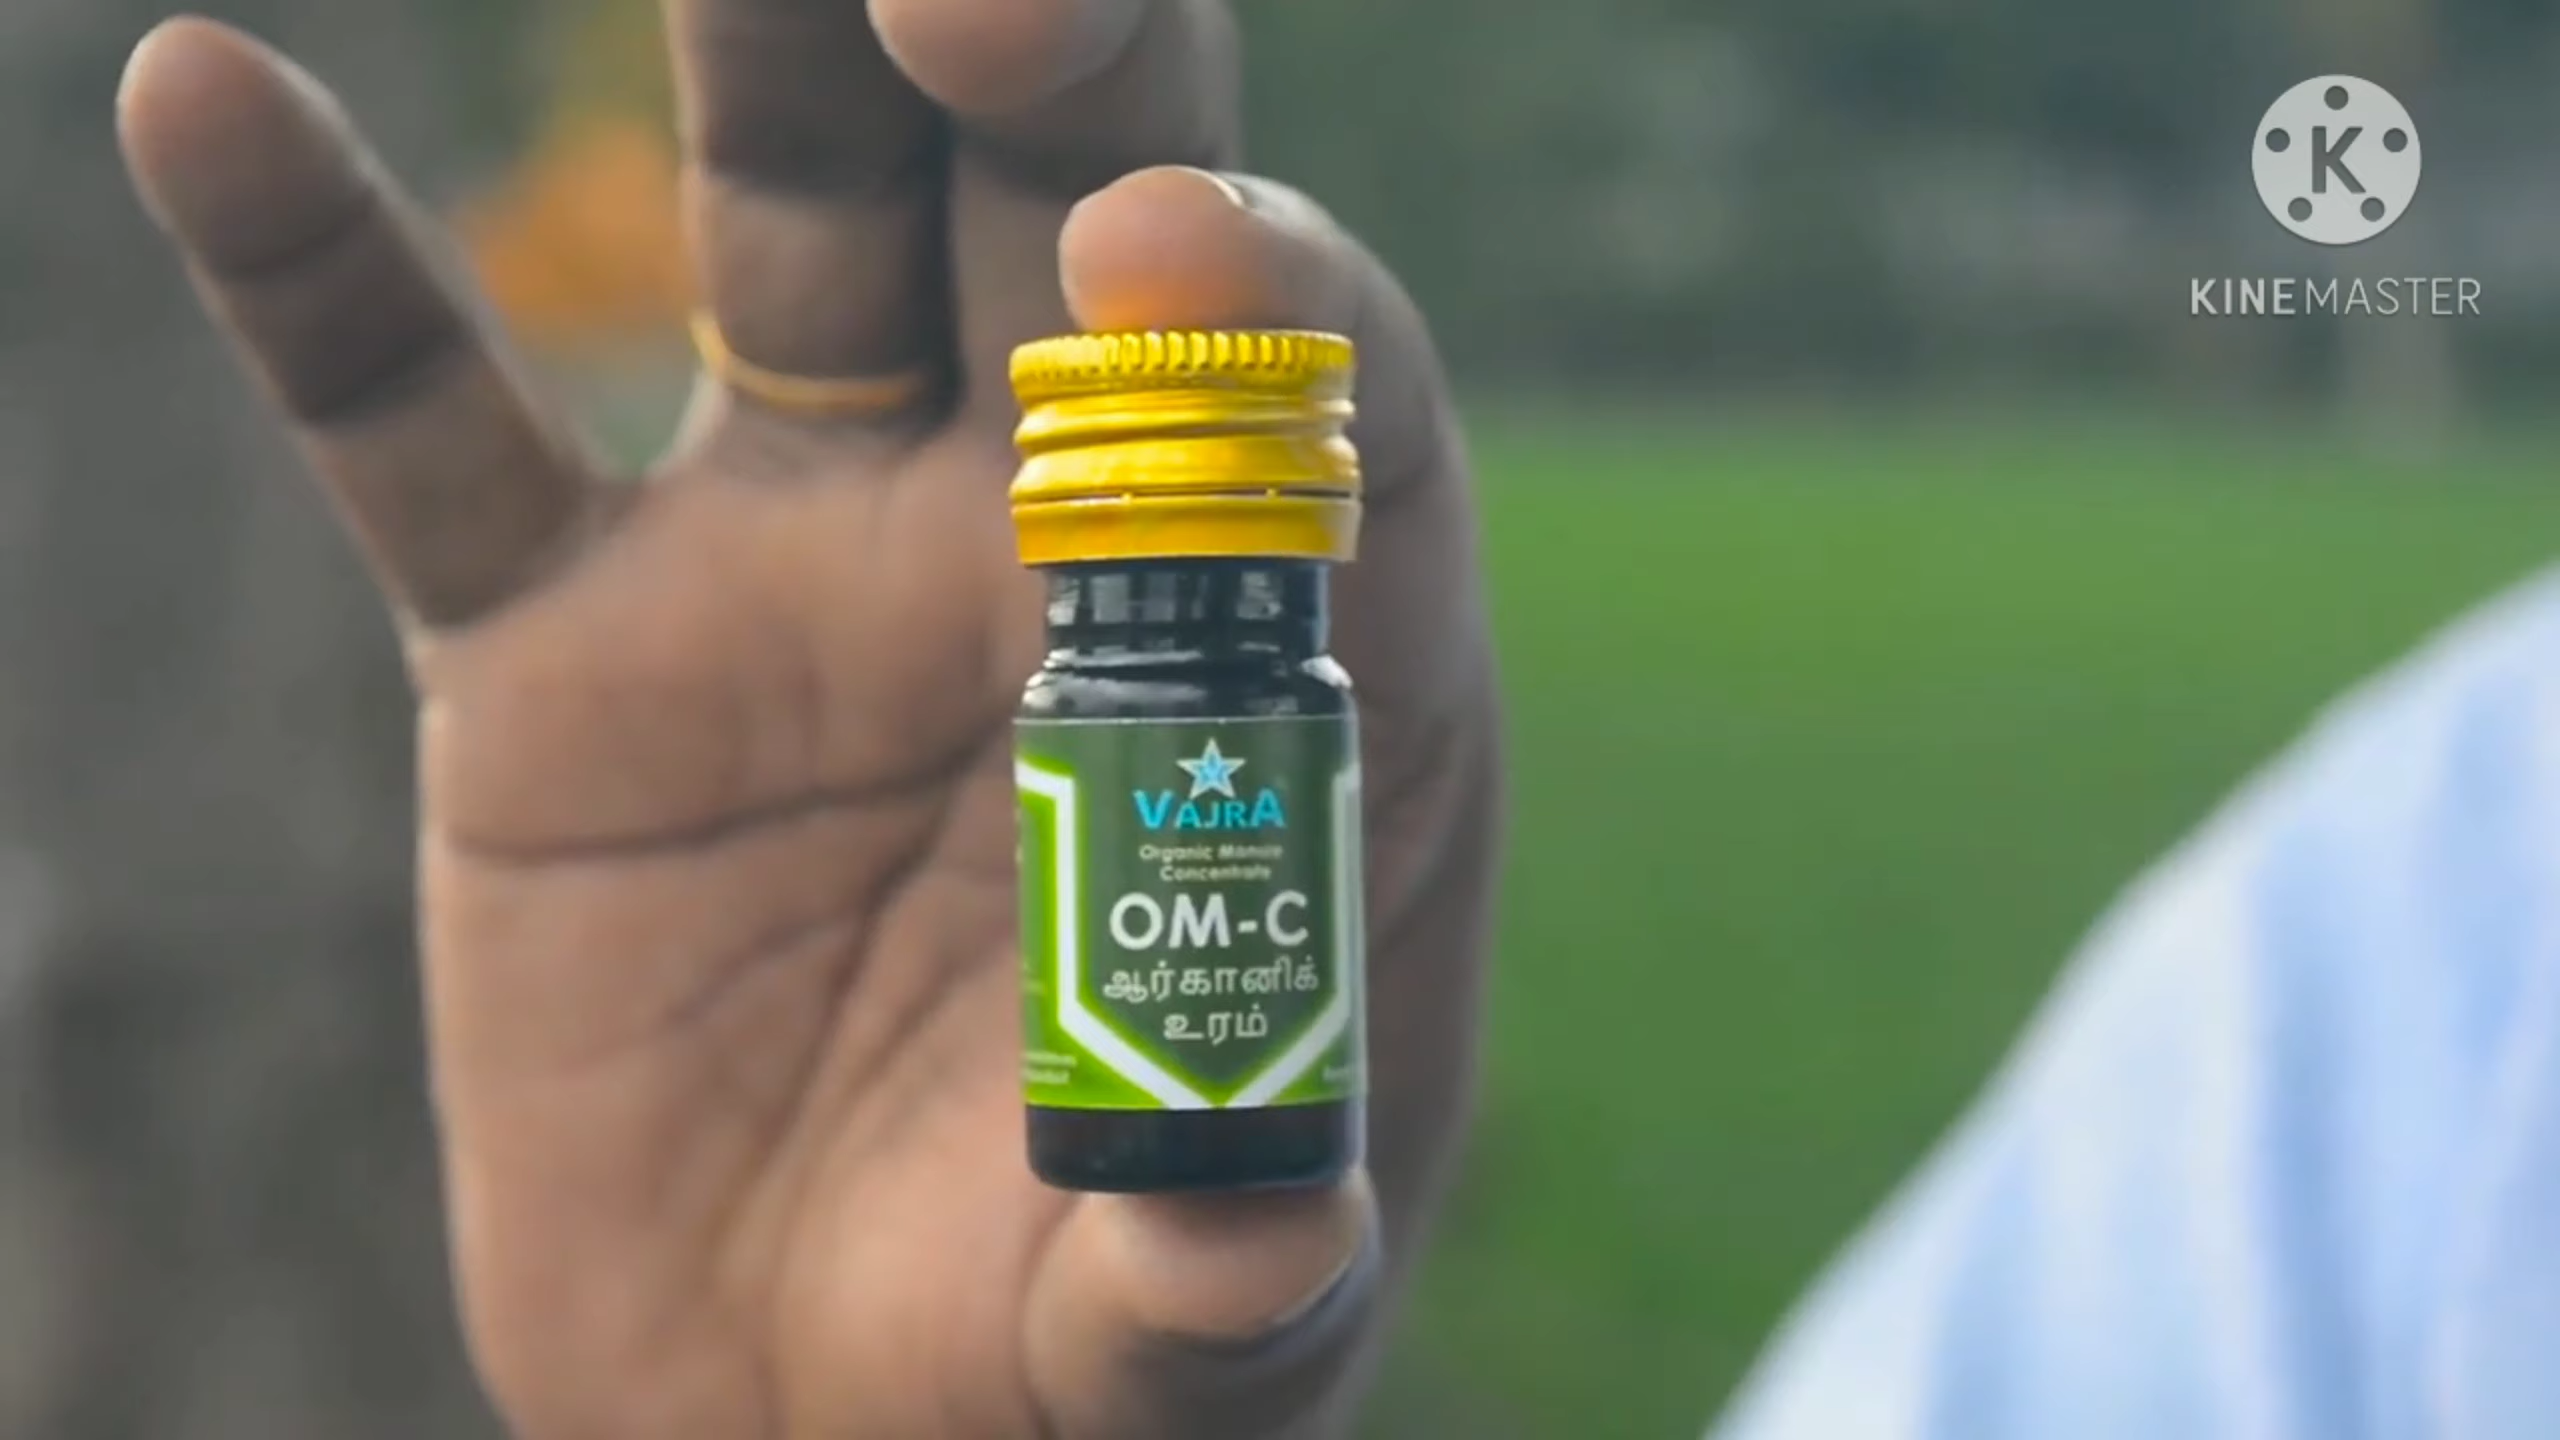 K
KINEMASTER
VAJRA
Organic Manure
Concentrate
OM-C
ஆர்கானிக்
உரம்